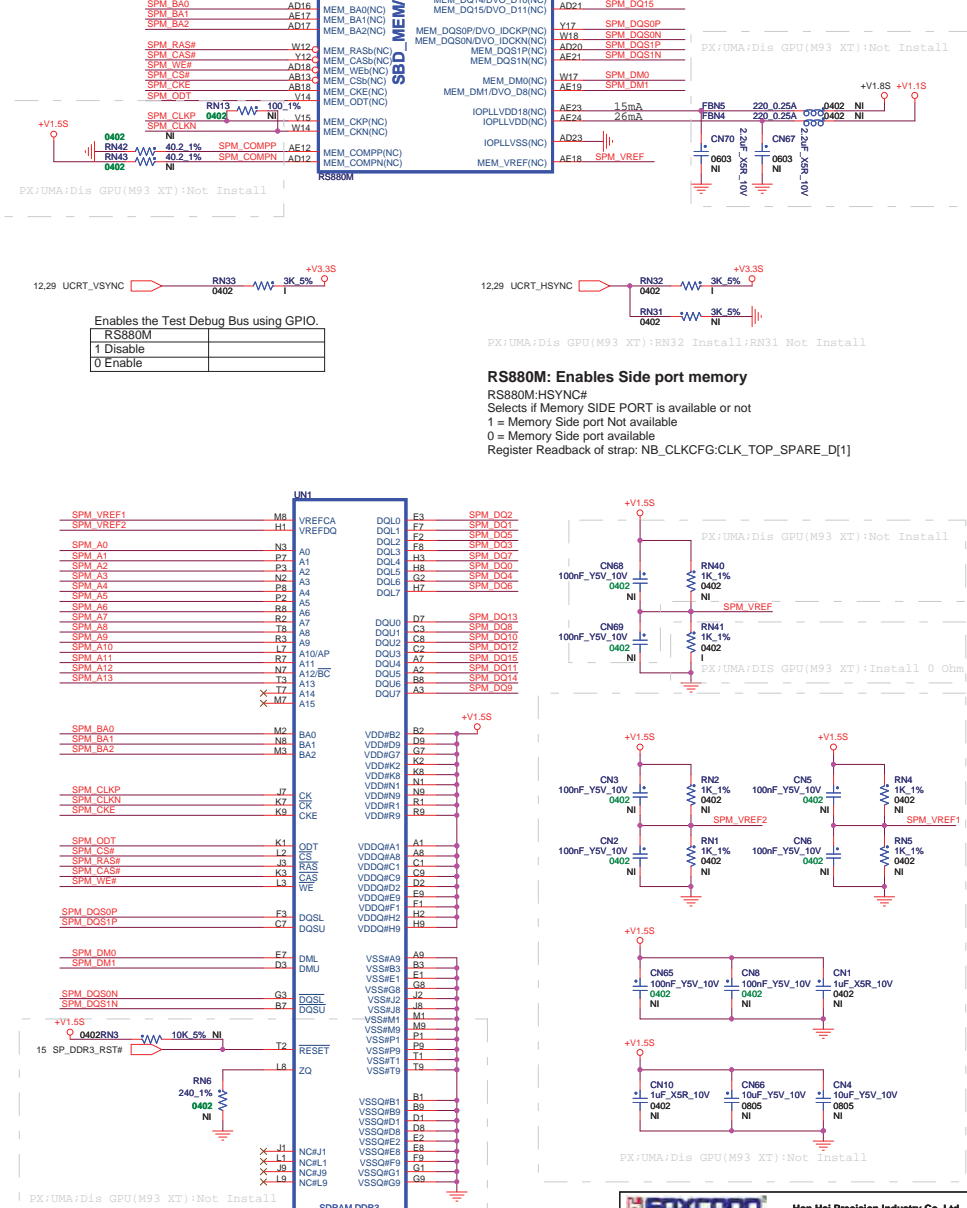 SPM_BA0 AD16 MEM_BA0(NC)
SPM_BA1 AE17 MEM_BA1(NC)
SPM_BA2 AD17 MEM_BA2(NC)
SPM_RAS# W12 MEM_RASb(NC)
SPM_CAS# Y12 MEM_CASb(NC)
SPM_WE# AD18 MEM_WEb(NC)
SPM_CS# AB13 MEM_CSb(NC)
SPM_CKE AB18 MEM_CKE(NC)
SPM_ODT V14 MEM_ODT(NC)
RN13 100_1%
0402 NI
SPM_CLKP V15 MEM_CKP(NC)
SPM_CLKN W14 MEM_CKN(NC)
+V1.5S
0402 NI
RN42 40.2_1% SPM_COMPP AE12 MEM_COMPP(NC)
RN43 40.2_1% SPM_COMPN AD12 MEM_COMPN(NC)
0402 NI
PX;UMA;Dis GPU(M93 XT):Not Install
SBD_MEM/
RS880M
MEM_DQ15/DVO_D11(NC) AD21 SPM_DQ15
MEM_DQS0P/DVO_IDCKP(NC) Y17 SPM_DQS0P
MEM_DQS0N/DVO_IDCKN(NC) W18 SPM_DQS0N
MEM_DQS1P(NC) AD20 SPM_DQS1P
MEM_DQS1N(NC) AE21 SPM_DQS1N
MEM_DM0(NC) W17 SPM_DM0
MEM_DM1/DVO_D8(NC) AE19 SPM_DM1
IOPLLVDD18(NC) AE23 15mA FBN5 220_0.25A 0402 NI
IOPLLVDD(NC) AE24 26mA FBN4 220_0.25A 0402 NI
IOPLLVSS(NC) AD23
MEM_VREF(NC) AE18 SPM_VREF
PX;UMA;Dis GPU(M93 XT):Not Install
+V1.8S +V1.1S
CN70 2.2uF_X5R_10V
0603
NI
CN67 2.2uF_X5R_10V
0603
NI
12,29 UCRT_VSYNC RN33 3K_5% +V3.3S
0402 I
Enables the Test Debug Bus using GPIO.
RS880M
1 Disable
0 Enable
12,29 UCRT_HSYNC RN32 3K_5% +V3.3S
0402 I
RN31 3K_5%
0402 NI
PX;UMA;Dis GPU(M93 XT):RN32 Install;RN31 Not Install
RS880M: Enables Side port memory
RS880M:HSYNC#
Selects if Memory SIDE PORT is available or not
1 = Memory Side port Not available
0 = Memory Side port available
Register Readback of strap: NB_CLKCFG:CLK_TOP_SPARE_D[1]
UN1
SPM_VREF1 M8 VREFCA
SPM_VREF2 H1 VREFDQ
SPM_A0 N3 A0
SPM_A1 P7 A1
SPM_A2 P3 A2
SPM_A3 N2 A3
SPM_A4 P8 A4
SPM_A5 P2 A5
SPM_A6 R8 A6
SPM_A7 R2 A7
SPM_A8 T8 A8
SPM_A9 R3 A9
SPM_A10 L7 A10/AP
SPM_A11 R7 A11
SPM_A12 N7 A12/BC
SPM_A13 T3 A13
T7 A14
M7 A15
SPM_BA0 M2 BA0
SPM_BA1 N8 BA1
SPM_BA2 M3 BA2
SPM_CLKP J7 CK
SPM_CLKN K7 CK
SPM_CKE K9 CKE
SPM_ODT K1 ODT
SPM_CS# L2 CS
SPM_RAS# J3 RAS
SPM_CAS# K3 CAS
SPM_WE# L3 WE
SPM_DQS0P F3 DQSL
SPM_DQS1P C7 DQSU
SPM_DM0 E7 DML
SPM_DM1 D3 DMU
SPM_DQS0N G3 DQSL
SPM_DQS1N B7 DQSU
+V1.5S
0402RN3 10K_5% NI
15 SP_DDR3_RST# T2 RESET
L8 ZQ
RN6
240_1%
0402
NI
J1 NC#J1
L1 NC#L1
J9 NC#J9
L9 NC#L9
PX;UMA;Dis GPU(M93 XT):Not Install
DQL0 E3 SPM_DQ2
DQL1 F7 SPM_DQ1
DQL2 F2 SPM_DQ5
DQL3 F8 SPM_DQ3
DQL4 H3 SPM_DQ7
DQL5 H8 SPM_DQ0
DQL6 G2 SPM_DQ4
DQL7 H7 SPM_DQ6
DQU0 D7 SPM_DQ13
DQU1 C3 SPM_DQ8
DQU2 C8 SPM_DQ10
DQU3 C2 SPM_DQ12
DQU4 A7 SPM_DQ15
DQU5 A2 SPM_DQ11
DQU6 B8 SPM_DQ14
DQU7 A3 SPM_DQ9
+V1.5S
VDD#B2 B2
VDD#D9 D9
VDD#G7 G7
VDD#K2 K2
VDD#K8 K8
VDD#N1 N1
VDD#N9 N9
VDD#R1 R1
VDD#R9 R9
VDDQ#A1 A1
VDDQ#A8 A8
VDDQ#C1 C1
VDDQ#C9 C9
VDDQ#D2 D2
VDDQ#E9 E9
VDDQ#F1 F1
VDDQ#H2 H2
VDDQ#H9 H9
VSS#A9 A9
VSS#B3 B3
VSS#E1 E1
VSS#G8 G8
VSS#J2 J2
VSS#J8 J8
VSS#M1 M1
VSS#M9 M9
VSS#P1 P1
VSS#P9 P9
VSS#T1 T1
VSS#T9 T9
VSSQ#B1 B1
VSSQ#B9 B9
VSSQ#D1 D1
VSSQ#D8 D8
VSSQ#E2 E2
VSSQ#E8 E8
VSSQ#F9 F9
VSSQ#G1 G1
VSSQ#G9 G9
SDRAM DDR3
+V1.5S
PX;UMA;Dis GPU(M93 XT):Not Install
CN68 RN40
100nF_Y5V_10V 1K_1%
0402 0402
NI NI
SPM_VREF
CN69 RN41
100nF_Y5V_10V 1K_1%
0402 0402
NI I
PX;UMA;DIS GPU(M93 XT):Install 0 Ohm
+V1.5S +V1.5S
CN3 RN2 CN5 RN4
100nF_Y5V_10V 1K_1% 100nF_Y5V_10V 1K_1%
0402 0402 0402 0402
NI NI NI NI
SPM_VREF2 SPM_VREF1
CN2 RN1 CN6 RN5
100nF_Y5V_10V 1K_1% 100nF_Y5V_10V 1K_1%
0402 0402 0402 0402
NI NI NI NI
+V1.5S
CN65 CN8 CN1
100nF_Y5V_10V 100nF_Y5V_10V 1uF_X5R_10V
0402 0402 0402
NI NI NI
+V1.5S
CN10 CN66 CN4
1uF_X5R_10V 10uF_Y5V_10V 10uF_Y5V_10V
0402 0805 0805
NI NI NI
PX;UMA;Dis GPU(M93 XT):Not Install
FOXCONN Hon Hai Precision Industry Co. Ltd.